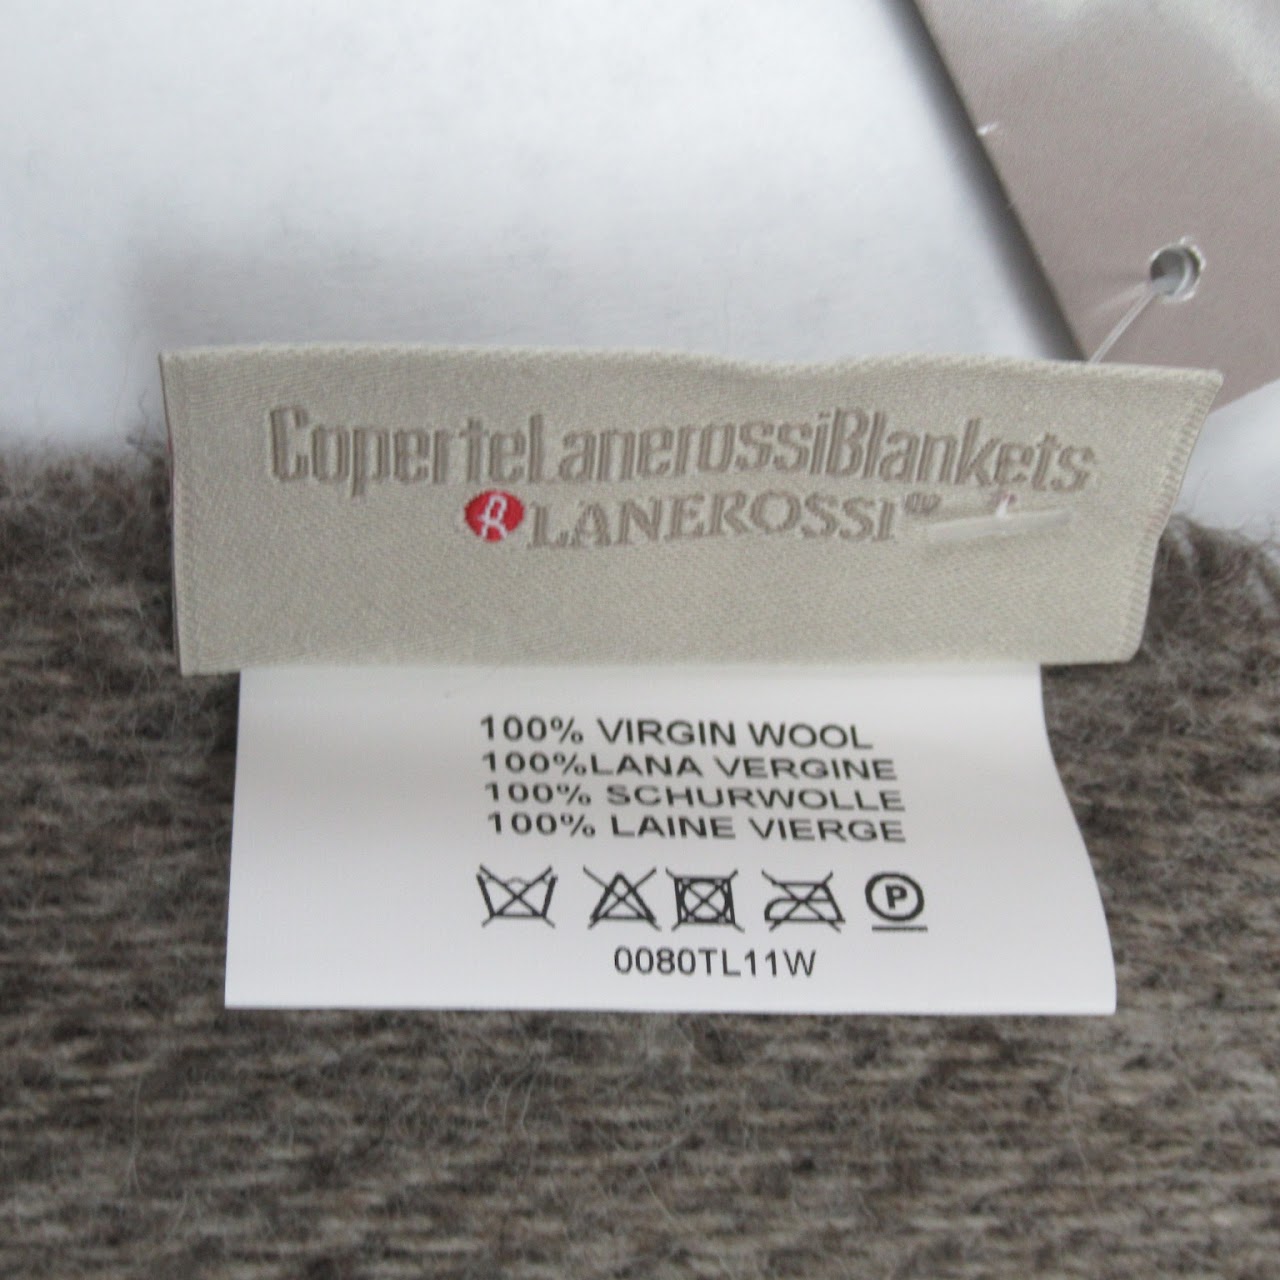 CoperteLanerossiBlankets
LANEROSSI®
100% VIRGIN WOOL
100%LANA VERGINE
100% SCHURWOLLE
100% LAINE VIERGE
P
0080TL11W